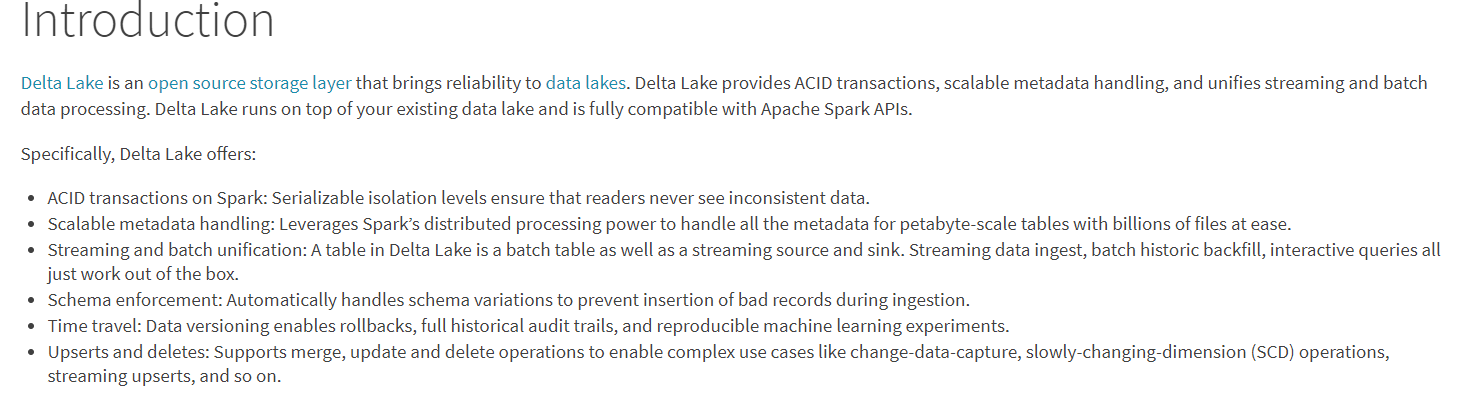 Introduction
Delta Lake is an open source storage layer that brings reliability to data lakes. Delta Lake provides ACID transactions, scalable metadata handling, and unifies streaming and batch
data processing. Delta Lake runs on top of your existing data lake and is fully compatible with Apache Spark APIs.
Specifically, Delta Lake offers:
• ACID transactions on Spark: Serializable isolation levels ensure that readers never see inconsistent data.
• Scalable metadata handling: Leverages Spark’s distributed processing power to handle all the metadata for petabyte-scale tables with billions of files at ease.
• Streaming and batch unification: A table in Delta Lake is a batch table as well as a streaming source and sink. Streaming data ingest, batch historic backfill, interactive queries all
just work out of the box.
• Schema enforcement: Automatically handles schema variations to prevent insertion of bad records during ingestion.
• Time travel: Data versioning enables rollbacks, full historical audit trails, and reproducible machine learning experiments.
• Upserts and deletes: Supports merge, update and delete operations to enable complex use cases like change-data-capture, slowly-changing-dimension (SCD) operations,
streaming upserts, and so on.